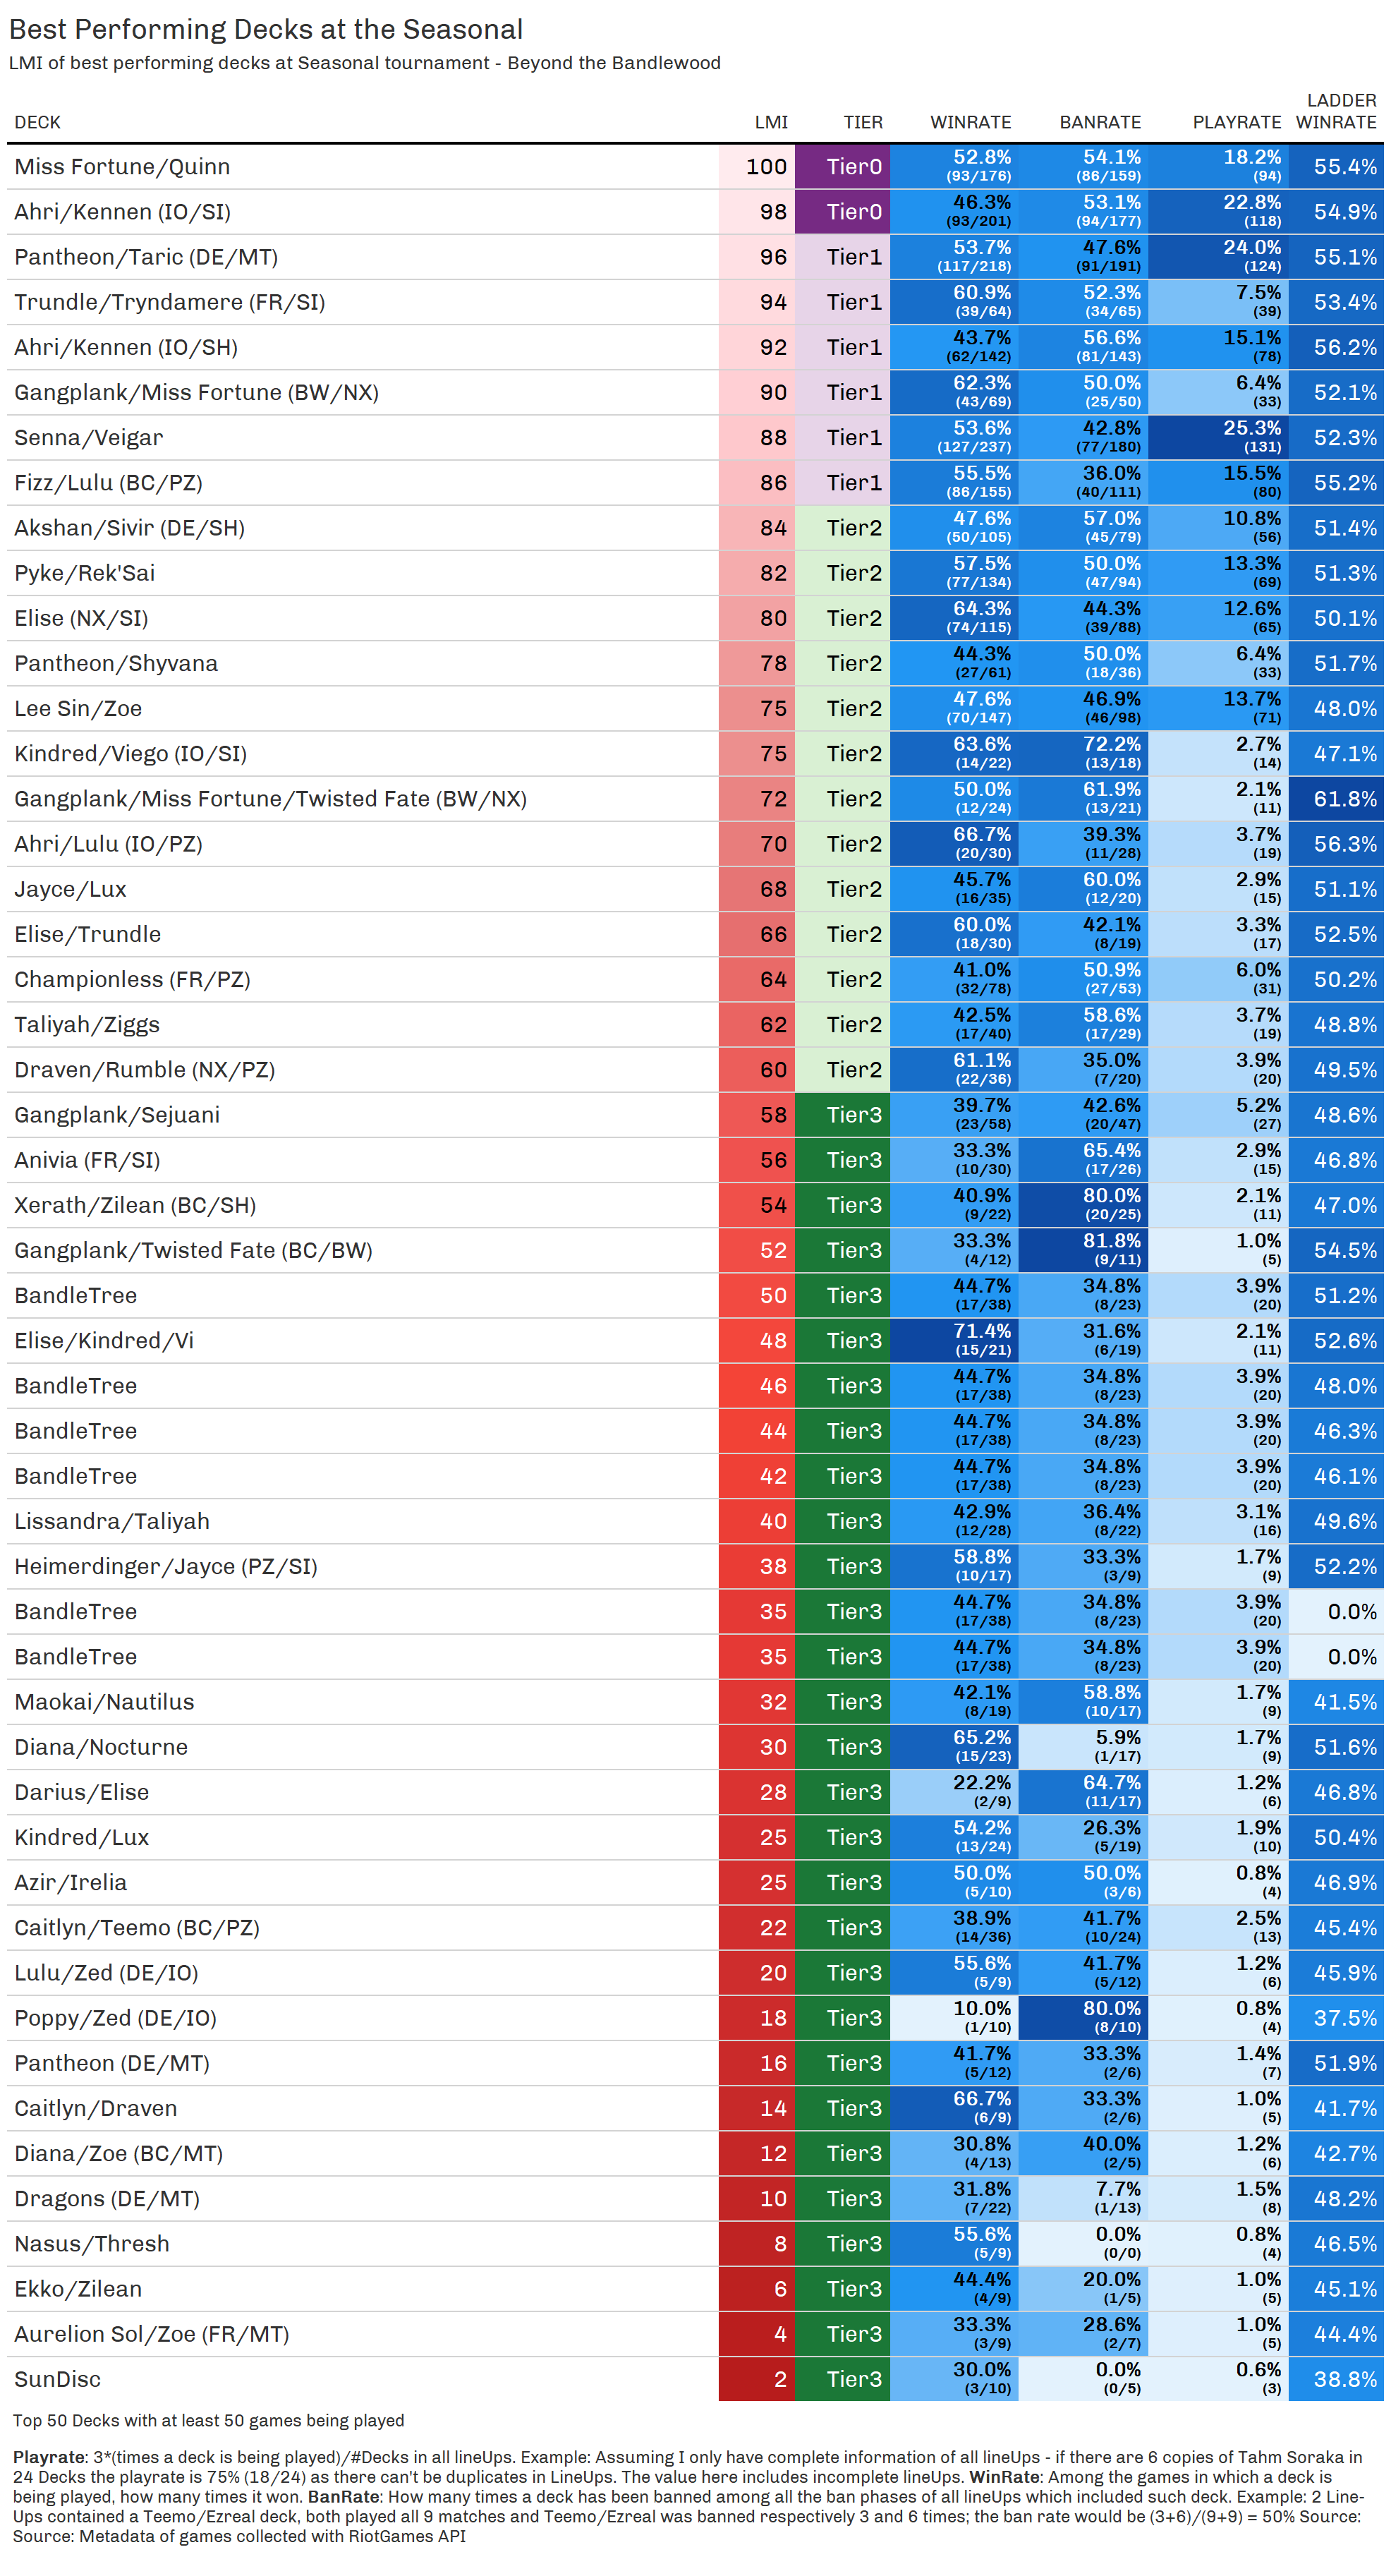 Best Performing Decks at the Seasonal
LMI of best performing decks at Seasonal tournament - Beyond the Bandlewood
DECK LMI TIER WINRATE BANRATE PLAYRATE LADDER WINRATE
Miss Fortune/Quinn 100 Tier0 52.8% (93/176) 54.1% (86/159) 18.2% (94) 55.4%
Ahri/Kennen (IO/SI) 98 Tier0 46.3% (93/201) 53.1% (94/177) 22.8% (118) 54.9%
Pantheon/Taric (DE/MT) 96 Tier1 53.7% (117/218) 47.6% (91/191) 24.0% (124) 55.1%
Trundle/Tryndamere (FR/SI) 94 Tier1 60.9% (39/64) 52.3% (34/65) 7.5% (39) 53.4%
Ahri/Kennen (IO/SH) 92 Tier1 43.7% (62/142) 56.6% (81/143) 15.1% (78) 56.2%
Gangplank/Miss Fortune (BW/NX) 90 Tier1 62.3% (43/69) 50.0% (25/50) 6.4% (33) 52.1%
Senna/Veigar 88 Tier1 53.6% (127/237) 42.8% (77/180) 25.3% (131) 52.3%
Fizz/Lulu (BC/PZ) 86 Tier1 55.5% (86/155) 36.0% (40/111) 15.5% (80) 55.2%
Akshan/Sivir (DE/SH) 84 Tier2 47.6% (50/105) 57.0% (45/79) 10.8% (56) 51.4%
Pyke/Rek'Sai 82 Tier2 57.5% (77/134) 50.0% (47/94) 13.3% (69) 51.3%
Elise (NX/SI) 80 Tier2 64.3% (74/115) 44.3% (39/88) 12.6% (65) 50.1%
Pantheon/Shyvana 78 Tier2 44.3% (27/61) 50.0% (18/36) 6.4% (33) 51.7%
Lee Sin/Zoe 75 Tier2 47.6% (70/147) 46.9% (46/98) 13.7% (71) 48.0%
Kindred/Viego (IO/SI) 75 Tier2 63.6% (14/22) 72.2% (13/18) 2.7% (14) 47.1%
Gangplank/Miss Fortune/Twisted Fate (BW/NX) 72 Tier2 50.0% (12/24) 61.9% (13/21) 2.1% (11) 61.8%
Ahri/Lulu (IO/PZ) 70 Tier2 66.7% (20/30) 39.3% (11/28) 3.7% (19) 56.3%
Jayce/Lux 68 Tier2 45.7% (16/35) 60.0% (12/20) 2.9% (15) 51.1%
Elise/Trundle 66 Tier2 60.0% (18/30) 42.1% (8/19) 3.3% (17) 52.5%
Championless (FR/PZ) 64 Tier2 41.0% (32/78) 50.9% (27/53) 6.0% (31) 50.2%
Taliyah/Ziggs 62 Tier2 42.5% (17/40) 58.6% (17/29) 3.7% (19) 48.8%
Draven/Rumble (NX/PZ) 60 Tier2 61.1% (22/36) 35.0% (7/20) 3.9% (20) 49.5%
Gangplank/Sejuani 58 Tier3 39.7% (23/58) 42.6% (20/47) 5.2% (27) 48.6%
Anivia (FR/SI) 56 Tier3 33.3% (10/30) 65.4% (17/26) 2.9% (15) 46.8%
Xerath/Zilean (BC/SH) 54 Tier3 40.9% (9/22) 80.0% (20/25) 2.1% (11) 47.0%
Gangplank/Twisted Fate (BC/BW) 52 Tier3 33.3% (4/12) 81.8% (9/11) 1.0% (5) 54.5%
BandleTree 50 Tier3 44.7% (17/38) 34.8% (8/23) 3.9% (20) 51.2%
Elise/Kindred/Vi 48 Tier3 71.4% (15/21) 31.6% (6/19) 2.1% (11) 52.6%
BandleTree 46 Tier3 44.7% (17/38) 34.8% (8/23) 3.9% (20) 48.0%
BandleTree 44 Tier3 44.7% (17/38) 34.8% (8/23) 3.9% (20) 46.3%
BandleTree 42 Tier3 44.7% (17/38) 34.8% (8/23) 3.9% (20) 46.1%
Lissandra/Taliyah 40 Tier3 42.9% (12/28) 36.4% (8/22) 3.1% (16) 49.6%
Heimerdinger/Jayce (PZ/SI) 38 Tier3 58.8% (10/17) 33.3% (3/9) 1.7% (9) 52.2%
BandleTree 35 Tier3 44.7% (17/38) 34.8% (8/23) 3.9% (20) 0.0%
BandleTree 35 Tier3 44.7% (17/38) 34.8% (8/23) 3.9% (20) 0.0%
Maokai/Nautilus 32 Tier3 42.1% (8/19) 58.8% (10/17) 1.7% (9) 41.5%
Diana/Nocturne 30 Tier3 65.2% (15/23) 5.9% (1/17) 1.7% (9) 51.6%
Darius/Elise 28 Tier3 22.2% (2/9) 64.7% (11/17) 1.2% (6) 46.8%
Kindred/Lux 25 Tier3 54.2% (13/24) 26.3% (5/19) 1.9% (10) 50.4%
Azir/Irelia 25 Tier3 50.0% (5/10) 50.0% (3/6) 0.8% (4) 46.9%
Caitlyn/Teemo (BC/PZ) 22 Tier3 38.9% (14/36) 41.7% (10/24) 2.5% (13) 45.4%
Lulu/Zed (DE/IO) 20 Tier3 55.6% (5/9) 41.7% (5/12) 1.2% (6) 45.9%
Poppy/Zed (DE/IO) 18 Tier3 10.0% (1/10) 80.0% (8/10) 0.8% (4) 37.5%
Pantheon (DE/MT) 16 Tier3 41.7% (5/12) 33.3% (2/6) 1.4% (7) 51.9%
Caitlyn/Draven 14 Tier3 66.7% (6/9) 33.3% (2/6) 1.0% (5) 41.7%
Diana/Zoe (BC/MT) 12 Tier3 30.8% (4/13) 40.0% (2/5) 1.2% (6) 42.7%
Dragons (DE/MT) 10 Tier3 31.8% (7/22) 7.7% (1/13) 1.5% (8) 48.2%
Nasus/Thresh 8 Tier3 55.6% (5/9) 0.0% (0/0) 0.8% (4) 46.5%
Ekko/Zilean 6 Tier3 44.4% (4/9) 20.0% (1/5) 1.0% (5) 45.1%
Aurelion Sol/Zoe (FR/MT) 4 Tier3 33.3% (3/9) 28.6% (2/7) 1.0% (5) 44.4%
SunDisc 2 Tier3 30.0% (3/10) 0.0% (0/5) 0.6% (3) 38.8%
Top 50 Decks with at least 50 games being played
Playrate: 3*(times a deck is being played)/#Decks in all lineUps. Example: Assuming I only have complete information of all lineUps - if there are 6 copies of Tahm Soraka in
24 Decks the playrate is 75% (18/24) as there can't be duplicates in LineUps. The value here includes incomplete lineUps. WinRate: Among the games in which a deck is
being played, how many times it won. BanRate: How many times a deck has been banned among all the ban phases of all lineUps which included such deck. Example: 2 Line-
Ups contained a Teemo/Ezreal deck, both played all 9 matches and Teemo/Ezreal was banned respectively 3 and 6 times; the ban rate would be (3+6)/(9+9) = 50% Source:
Source: Metadata of games collected with RiotGames API